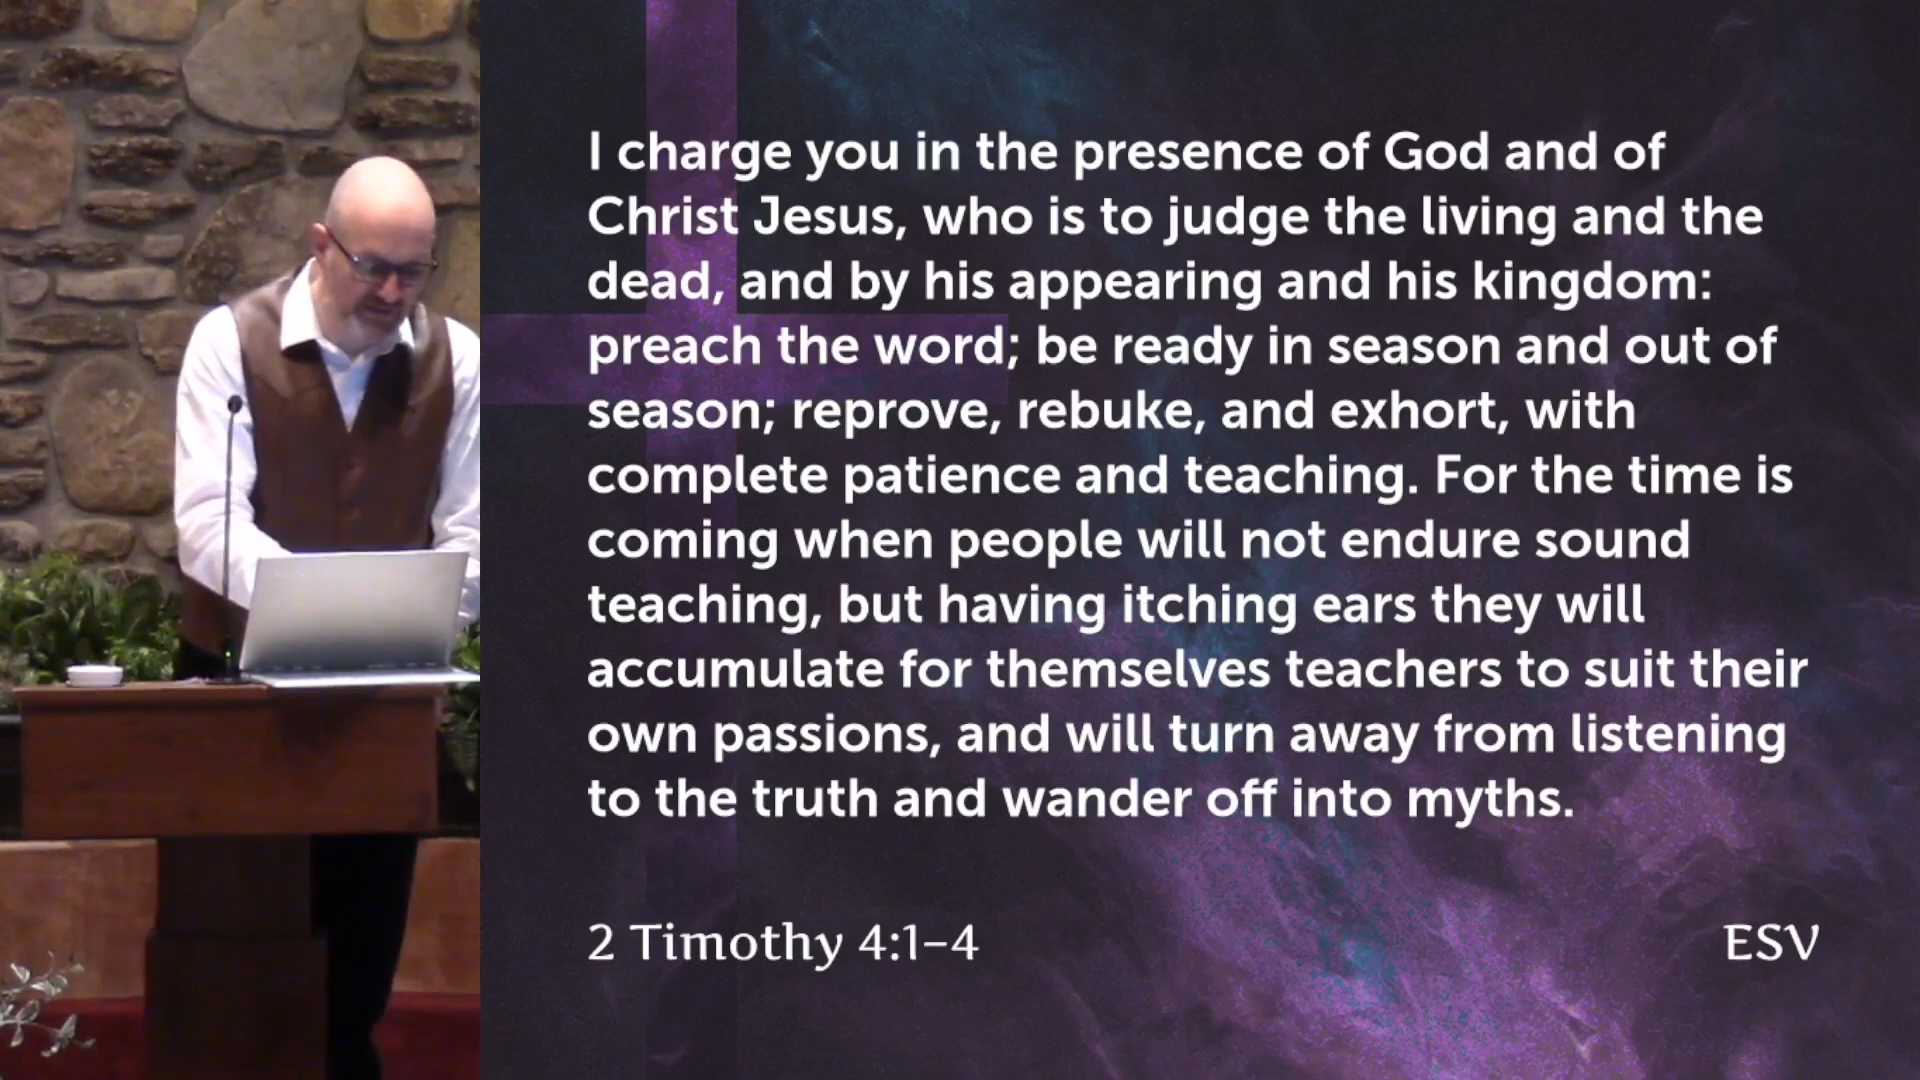 I charge you in the presence of God and of
Christ Jesus, who is to judge the living and the
dead, and by his appearing and his kingdom:
preach the word; be ready in season and out of
season; reprove, rebuke, and exhort, with
complete patience and teaching. For the time is
coming when people will not endure sound
teaching, but having itching ears they will
accumulate for themselves teachers to suit their
own passions, and will turn away from listening
to the truth and wander off into myths.
2 Timothy 4:1–4
ESV